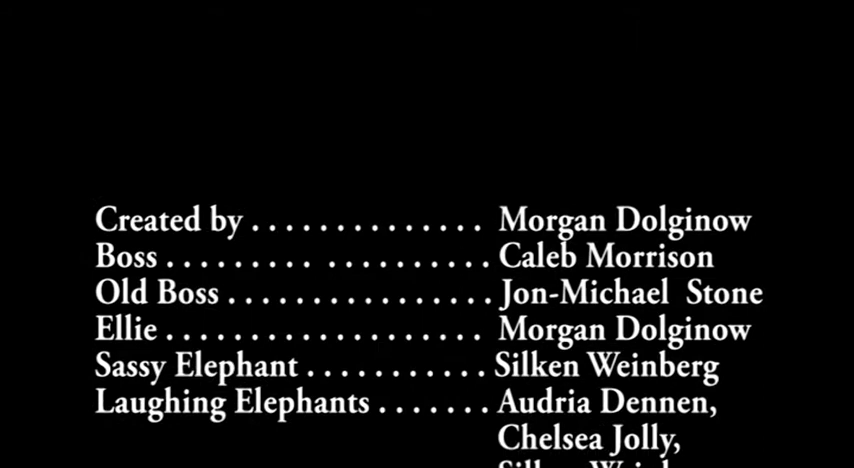 Created by . . . . . . . . . . . . . . Morgan Dolginow
Boss . . . . . . . . . . . . . . . . . . . Caleb Morrison
Old Boss . . . . . . . . . . . . . . . . Jon-Michael Stone
Ellie . . . . . . . . . . . . . . . . . . . Morgan Dolginow
Sassy Elephant . . . . . . . . . . . Silken Weinberg
Laughing Elephants . . . . . . . Audria Dennen,
Chelsea Jolly,